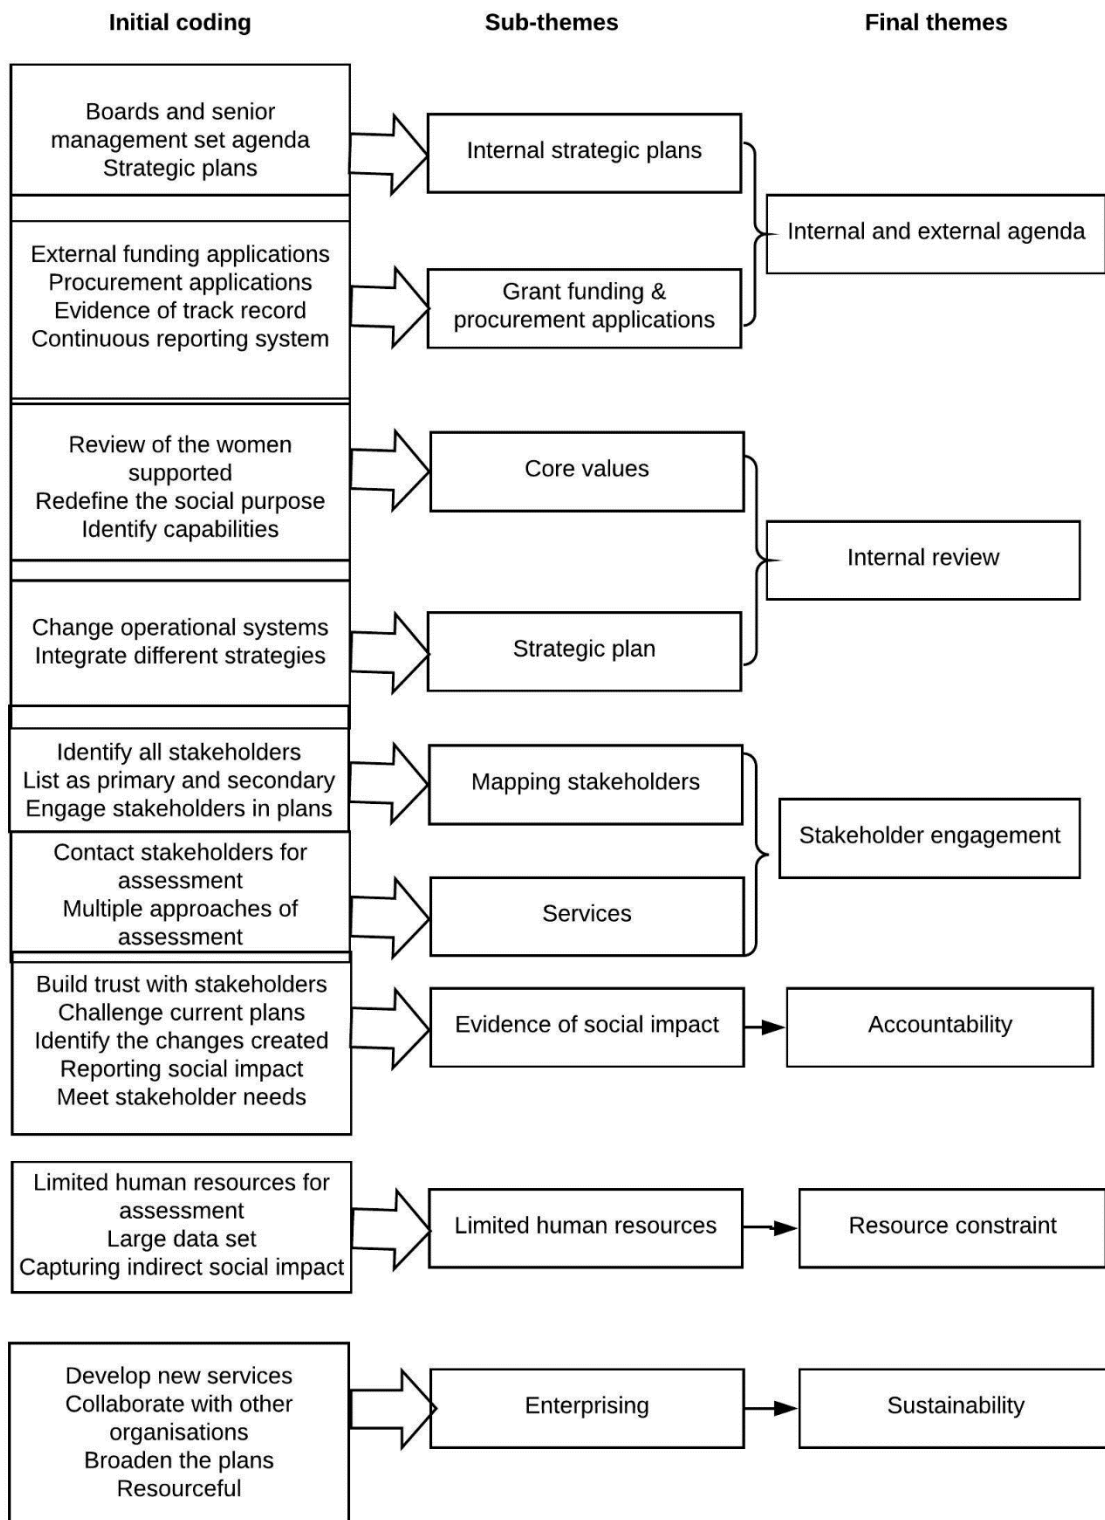 Initial coding
Sub-themes
Final themes
Boards and senior
management set agenda
Strategic plans
Internal strategic plans
Internal and external agenda
External funding applications
Procurement applications
Evidence of track record
Continuous reporting system
Grant funding &
procurement applications
Review of the women
supported
Redefine the social purpose
Identify capabilities
Core values
Internal review
Change operational systems
Integrate different strategies
Strategic plan
Identify all stakeholders
List as primary and secondary
Engage stakeholders in plans
Mapping stakeholders
Stakeholder engagement
Contact stakeholders for
assessment
Multiple approaches of
assessment
Services
Build trust with stakeholders
Challenge current plans
Identify the changes created
Reporting social impact
Meet stakeholder needs
Evidence of social impact
Accountability
Limited human resources for
assessment
Large data set
Capturing indirect social impact
Limited human resources
Resource constraint
Develop new services
Collaborate with other
organisations
Broaden the plans
Resourceful
Enterprising
Sustainability